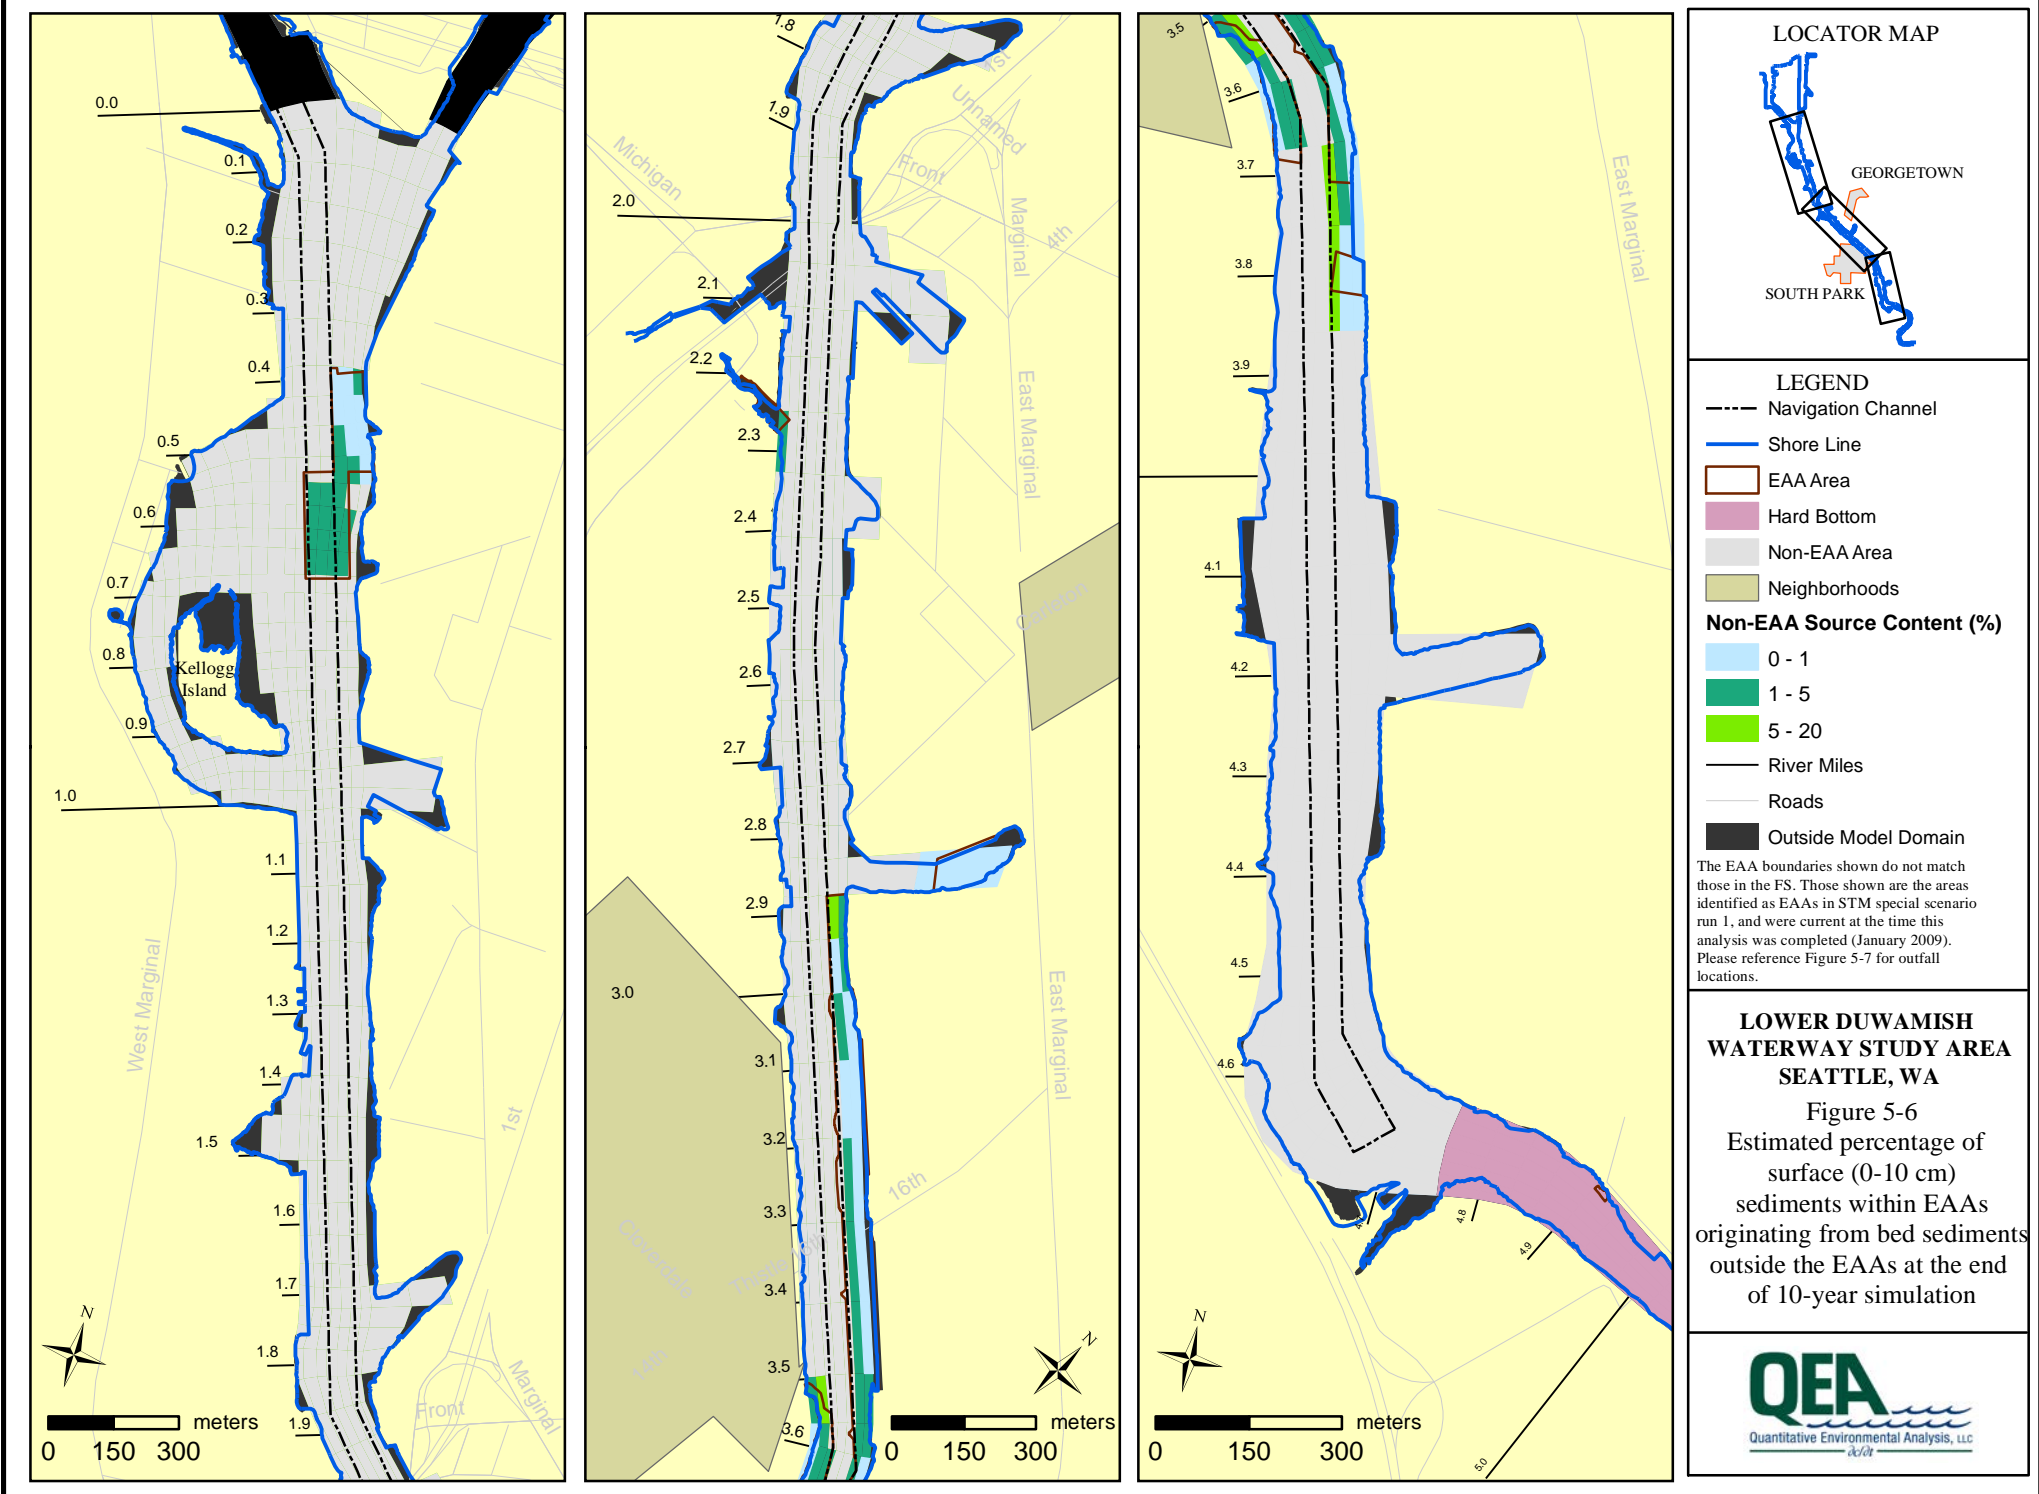 0.0
0.1
0.2
0.3
0.4
0.5
0.6
0.7
0.8
0.9
1.0
1.1
1.2
1.3
1.4
1.5
1.6
1.7
1.8
1.9
Kellogg
Island
West Marginal
1st
Front
Marginal
N
meters
0 150 300
1.8
1.9
2.0
2.1
2.2
2.3
2.4
2.5
2.6
2.7
2.8
2.9
3.0
3.1
3.2
3.3
3.4
3.5
3.6
Michigan
1st
Unnamed
Front
Marginal
4th
East Marginal
Carleton
East Marginal
16th
Cloverdale
Thistle 16th
14th
N
meters
0 150 300
3.5
3.6
3.7
3.8
3.9
4.1
4.2
4.3
4.4
4.5
4.6
4.8
4.9
5.0
East Marginal
N
meters
0 150 300
LOCATOR MAP
GEORGETOWN
SOUTH PARK
LEGEND
Navigation Channel
Shore Line
EAA Area
Hard Bottom
Non-EAA Area
Neighborhoods
Non-EAA Source Content (%)
0 - 1
1 - 5
5 - 20
River Miles
Roads
Outside Model Domain
The EAA boundaries shown do not match
those in the FS. Those shown are the areas
identified as EAAs in STM special scenario
run 1, and were current at the time this
analysis was completed (January 2009).
Please reference Figure 5-7 for outfall
locations.
LOWER DUWAMISH
WATERWAY STUDY AREA
SEATTLE, WA
Figure 5-6
Estimated percentage of
surface (0-10 cm)
sediments within EAAs
originating from bed sediments
outside the EAAs at the end
of 10-year simulation
QEA
Quantitative Environmental Analysis, LLC
∂c/∂t